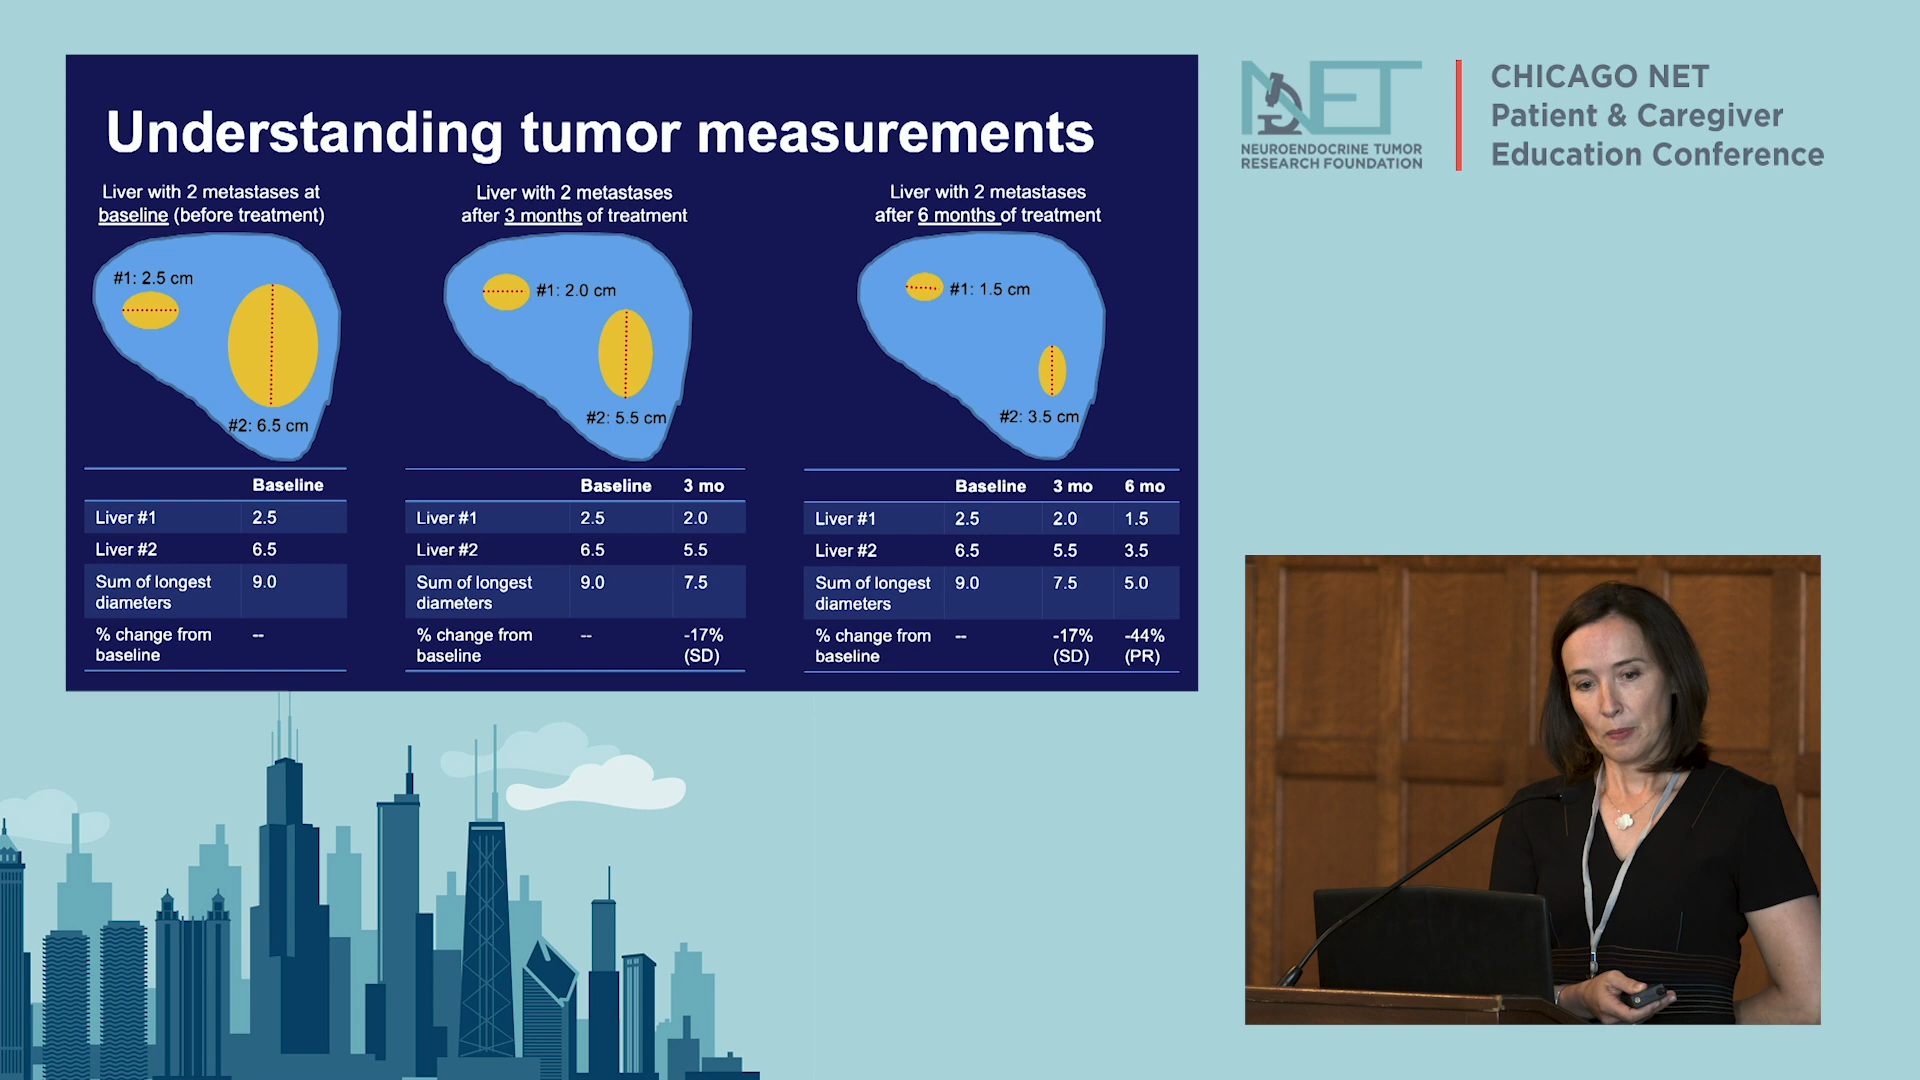 Understanding tumor measurements
Liver with 2 metastases at
baseline (before treatment)
#1: 2.5 cm
#2: 6.5 cm
Baseline
Liver #1 2.5
Liver #2 6.5
Sum of longest 9.0
diameters
% change from --
baseline
Liver with 2 metastases
after 3 months of treatment
#1: 2.0 cm
#2: 5.5 cm
Baseline 3 mo
Liver #1 2.5 2.0
Liver #2 6.5 5.5
Sum of longest 9.0 7.5
diameters
% change from -- -17%
baseline (SD)
Liver with 2 metastases
after 6 months of treatment
#1: 1.5 cm
#2: 3.5 cm
Baseline 3 mo 6 mo
Liver #1 2.5 2.0 1.5
Liver #2 6.5 5.5 3.5
Sum of longest 9.0 7.5 5.0
diameters
% change from -- -17% -44%
baseline (SD) (PR)
NET
NEUROENDOCRINE TUMOR
RESEARCH FOUNDATION
CHICAGO NET
Patient & Caregiver
Education Conference